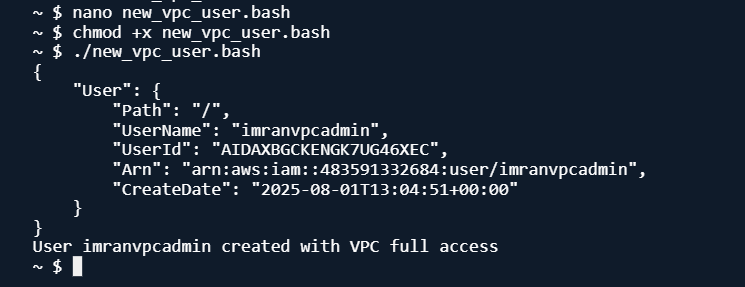 ~ $ nano new_vpc_user.bash
~ $ chmod +x new_vpc_user.bash
~ $ ./new_vpc_user.bash
{
    "User": {
        "Path": "/",
        "UserName": "imranvpcadmin",
        "UserId": "AIDAXBGCKENGK7UG46XEC",
        "Arn": "arn:aws:iam::483591332684:user/imranvpcadmin",
        "CreateDate": "2025-08-01T13:04:51+00:00"
    }
}
User imranvpcadmin created with VPC full access
~ $